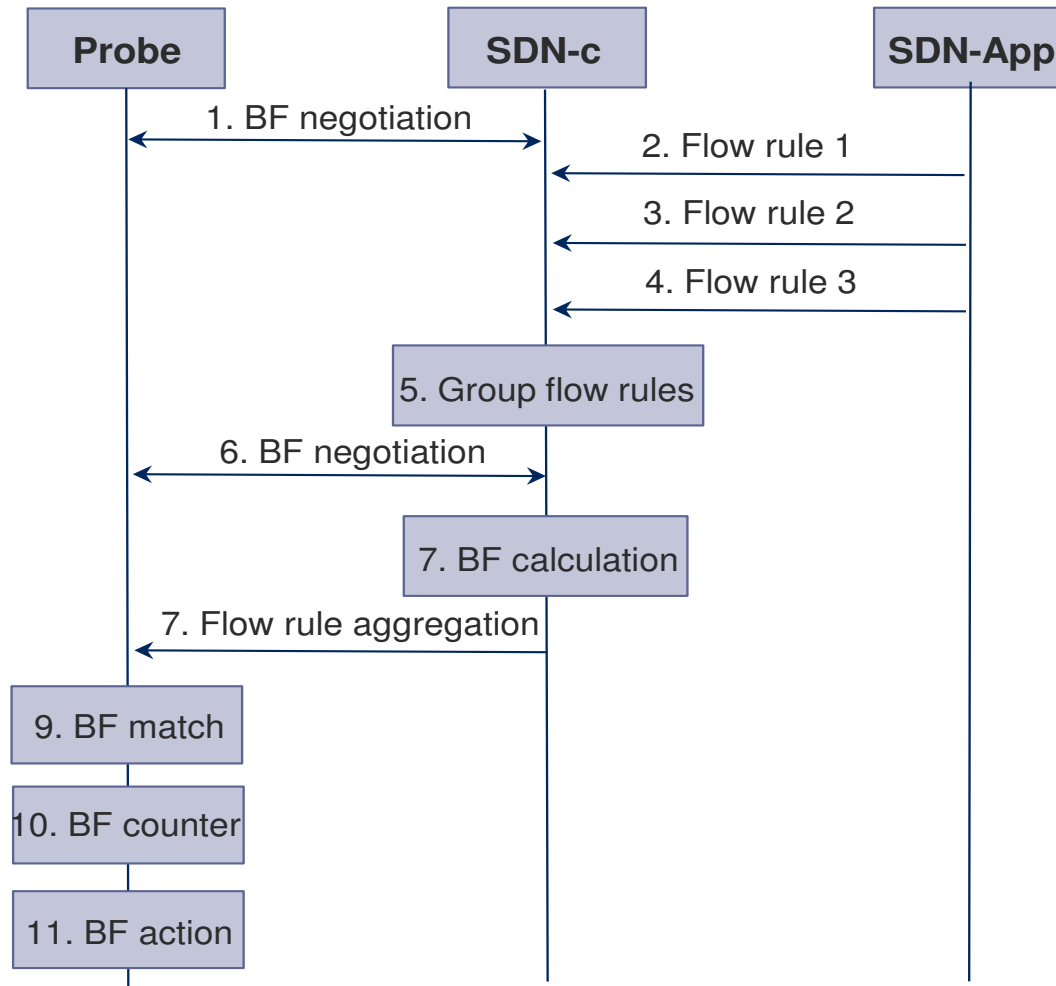 Probe
SDN-c
SDN-App
1. BF negotiation
2. Flow rule 1
3. Flow rule 2
4. Flow rule 3
5. Group flow rules
6. BF negotiation
7. BF calculation
7. Flow rule aggregation
9. BF match
10. BF counter
11. BF action